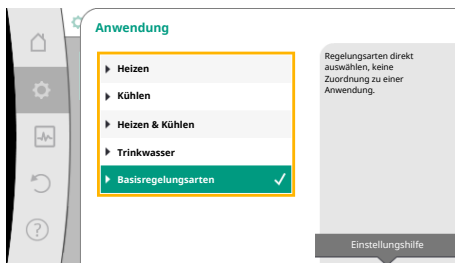 Anwendung
Heizen
Kühlen
Heizen & Kühlen
Trinkwasser
Basisregelungsarten
Regelungsarten direkt
auswählen, keine
Zuordnung zu einer
Anwendung.
Einstellungshilfe